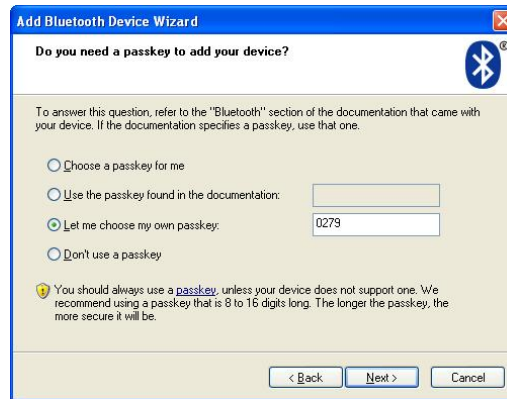 Add Bluetooth Device Wizard
Do you need a passkey to add your device?
®
To answer this question, refer to the "Bluetooth" section of the documentation that came with
your device. If the documentation specifies a passkey, use that one.
Choose a passkey for me
Use the passkey found in the documentation:
Let me choose my own passkey: 0279
Don't use a passkey
You should always use a passkey, unless your device does not support one. We
recommend using a passkey that is 8 to 16 digits long. The longer the passkey, the
more secure it will be.
< Back Next > Cancel